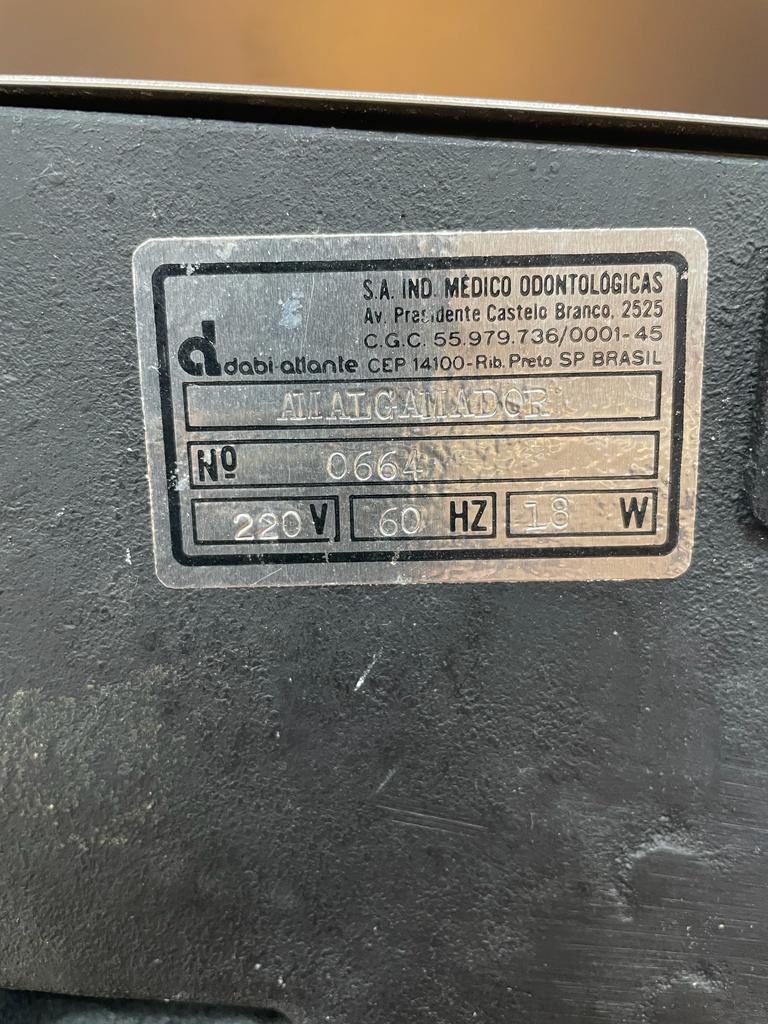 S.A. IND. MÉDICO ODONTOLÓGICAS
Av. Presidente Castelo Branco, 2525
C.G.C. 55.979.736/0001-45
dabi-atlante CEP 14100-Rib. Preto SP BRASIL
AMALGAMADOR
Nº 0664
220 V 60 HZ 18 W